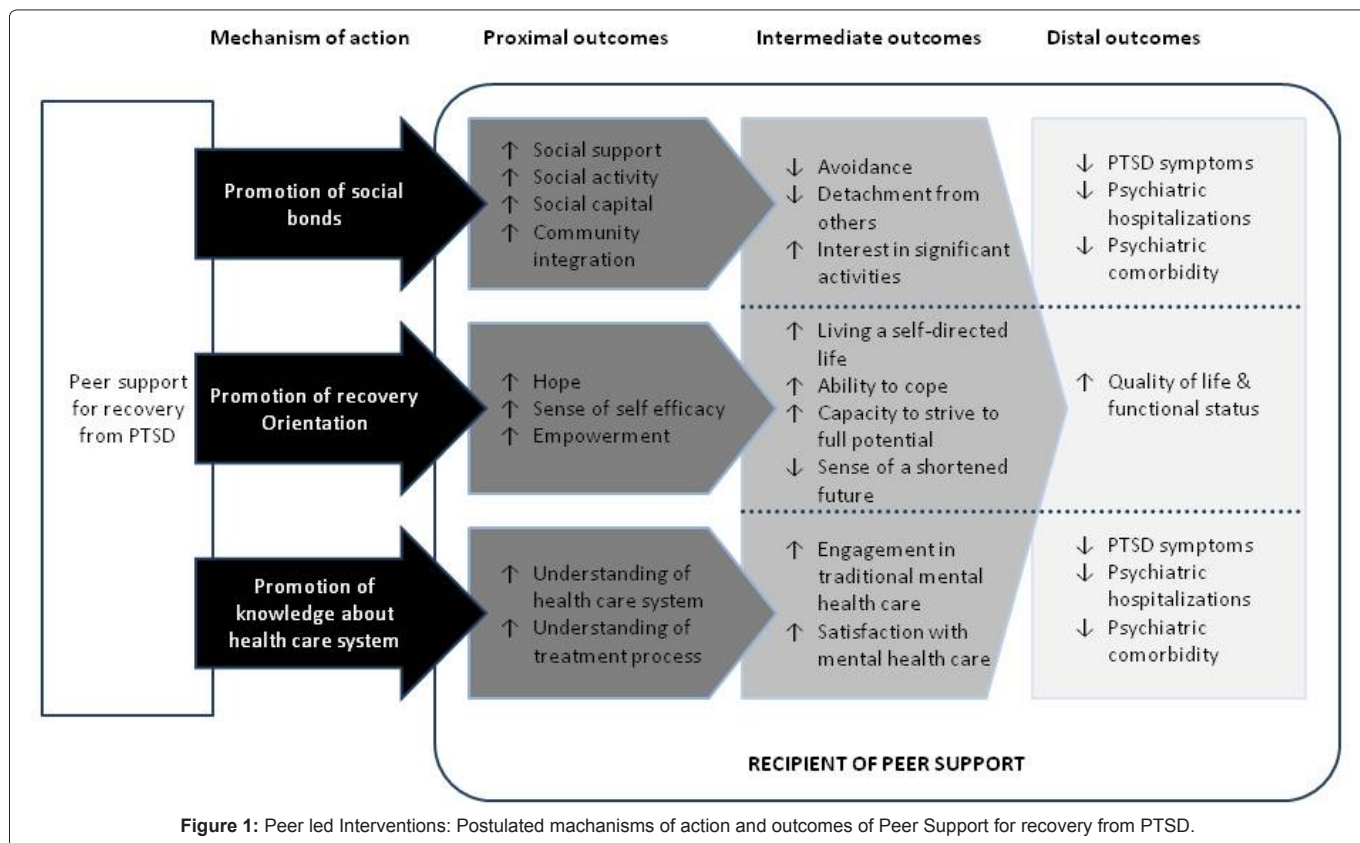 Mechanism of action
Proximal outcomes
Intermediate outcomes
Distal outcomes
Peer support
for recovery
from PTSD
Promotion of social
bonds
↑ Social support
↑ Social activity
↑ Social capital
↑ Community
integration
↓ Avoidance
↓ Detachment from
others
↑ Interest in significant
activities
↓ PTSD symptoms
↓ Psychiatric
hospitalizations
↓ Psychiatric
comorbidity
Promotion of recovery
Orientation
↑ Hope
↑ Sense of self efficacy
↑ Empowerment
↑ Living a self-directed
life
↑ Ability to cope
↑ Capacity to strive to
full potential
↓ Sense of a shortened
future
↑ Quality of life &
functional status
Promotion of
knowledge about
health care system
↑ Understanding of
health care system
↑ Understanding of
treatment process
↑ Engagement in
traditional mental
health care
↑ Satisfaction with
mental health care
↓ PTSD symptoms
↓ Psychiatric
hospitalizations
↓ Psychiatric
comorbidity
RECIPIENT OF PEER SUPPORT
Figure 1: Peer led Interventions: Postulated machanisms of action and outcomes of Peer Support for recovery from PTSD.